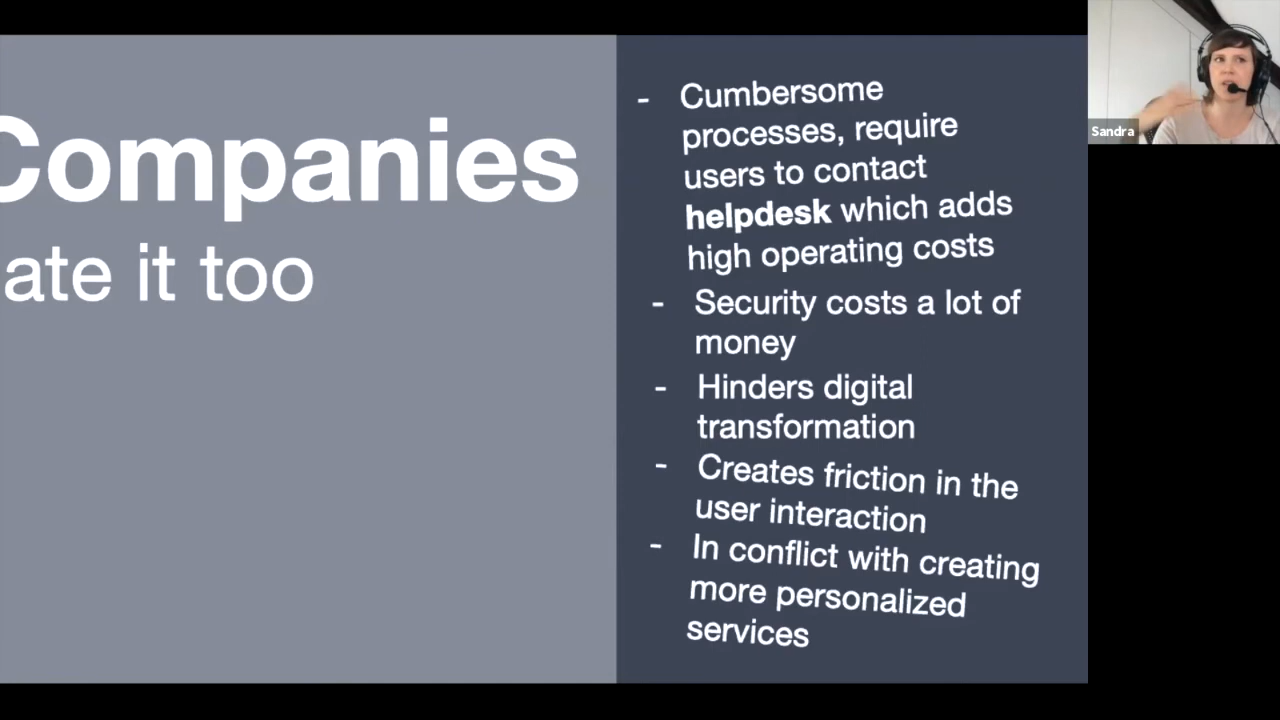 Companies
ate it too
- Cumbersome
processes, require
users to contact
helpdesk which adds
high operating costs
- Security costs a lot of
money
- Hinders digital
transformation
- Creates friction in the
user interaction
- In conflict with creating
more personalized
services
Sandra